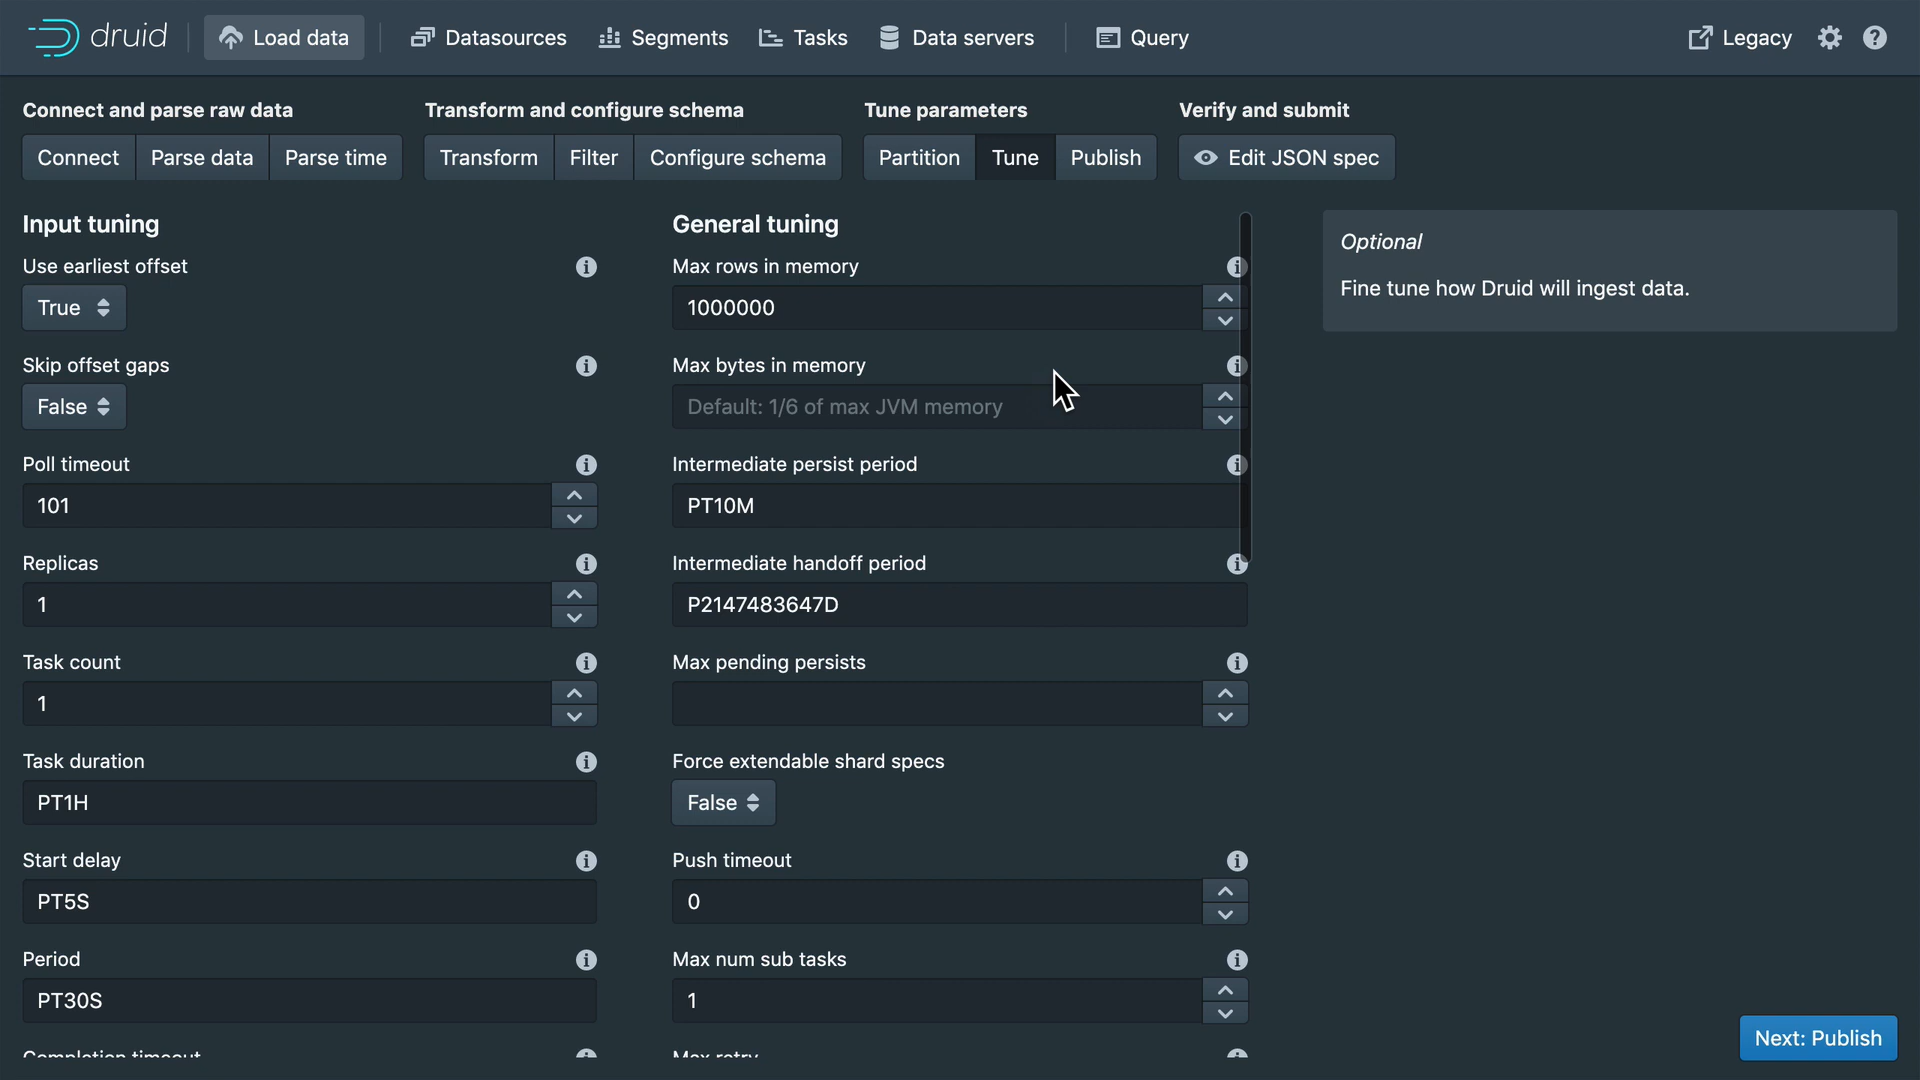 druid
Load data
Datasources
Segments
Tasks
Data servers
Query
Legacy
Connect and parse raw data
Transform and configure schema
Tune parameters
Verify and submit
Connect
Parse data
Parse time
Transform
Filter
Configure schema
Partition
Tune
Publish
Edit JSON spec
Input tuning
Use earliest offset
True
Skip offset gaps
False
Poll timeout
101
Replicas
1
Task count
1
Task duration
PT1H
Start delay
PT5S
Period
PT30S
Completion timeout
General tuning
Max rows in memory
1000000
Max bytes in memory
Default: 1/6 of max JVM memory
Intermediate persist period
PT10M
Intermediate handoff period
P2147483647D
Max pending persists
Force extendable shard specs
False
Push timeout
0
Max num sub tasks
1
Max retry
Optional
Fine tune how Druid will ingest data.
Next: Publish